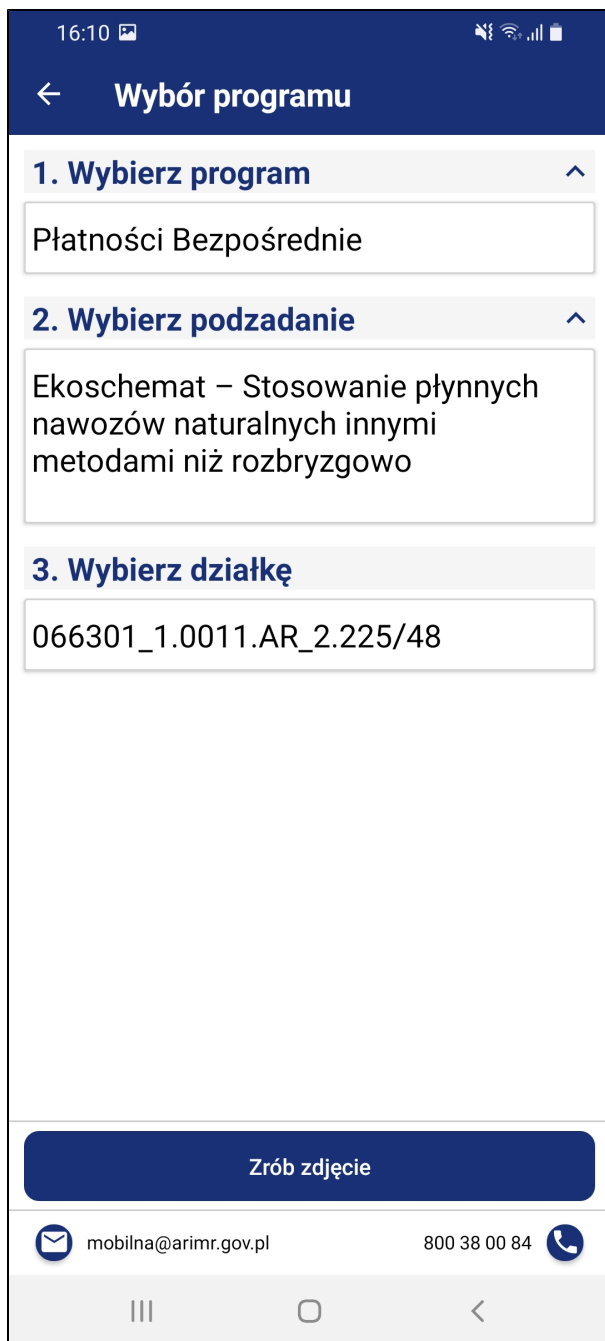 16:10
Wybór programu
1. Wybierz program
Płatności Bezpośrednie
2. Wybierz podzadanie
Ekoschemat – Stosowanie płynnych
nawozów naturalnych innymi
metodami niż rozbryzgowo
3. Wybierz działkę
066301_1.0011.AR_2.225/48
Zrób zdjęcie
mobilna@arimr.gov.pl 800 38 00 84